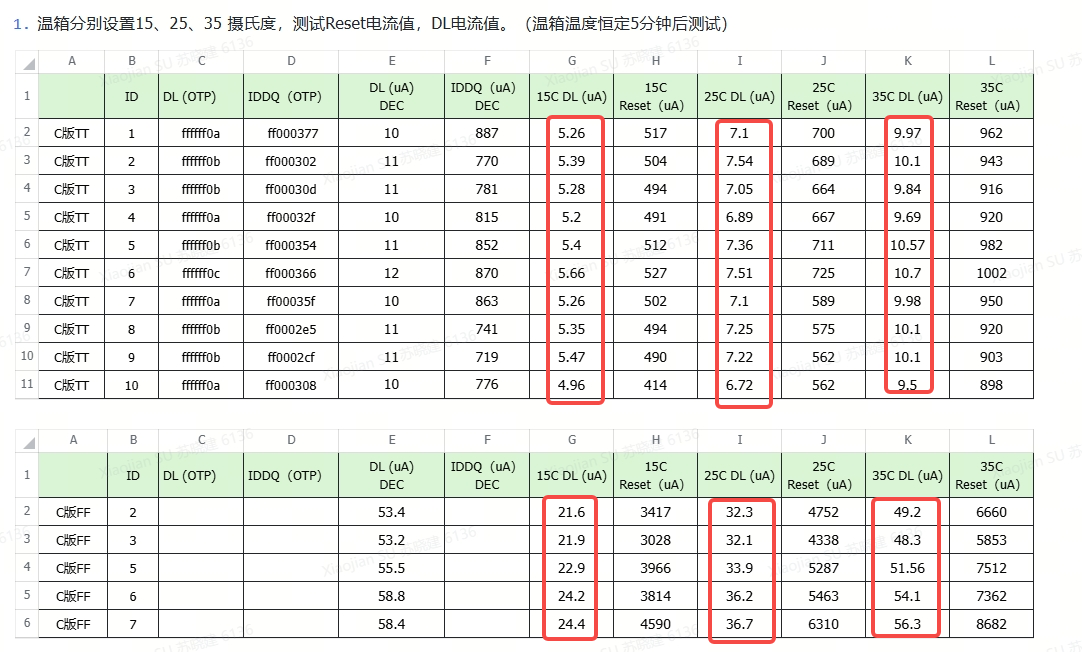 1. 温箱分别设置15、25、35 摄氏度，测试Reset电流值，DL电流值。（温箱温度恒定5分钟后测试）
A B C D E F G H I J K L
1 ID DL (OTP) IDDQ（OTP） DL (uA) DEC IDDQ（uA） DEC 15C DL (uA) 15C Reset（uA） 25C DL (uA) 25C Reset（uA） 35C DL (uA) 35C Reset（uA）
2 C版TT 1 ffffff0a ff000377 10 887 5.26 517 7.1 700 9.97 962
3 C版TT 2 ffffff0b ff000302 11 770 5.39 504 7.54 689 10.1 943
4 C版TT 3 ffffff0b ff00030d 11 781 5.28 494 7.05 664 9.84 916
5 C版TT 4 ffffff0a ff00032f 10 815 5.2 491 6.89 667 9.69 920
6 C版TT 5 ffffff0b ff000354 11 852 5.4 512 7.36 711 10.57 982
7 C版TT 6 ffffff0c ff000366 12 870 5.66 527 7.51 725 10.7 1002
8 C版TT 7 ffffff0a ff00035f 10 863 5.26 502 7.1 589 9.98 950
9 C版TT 8 ffffff0b ff0002e5 11 741 5.35 494 7.25 575 10.1 920
10 C版TT 9 ffffff0b ff0002cf 11 719 5.47 490 7.22 562 10.1 903
11 C版TT 10 ffffff0a ff000308 10 776 4.96 414 6.72 562 9.5 898
A B C D E F G H I J K L
1 ID DL (OTP) IDDQ（OTP） DL (uA) DEC IDDQ（uA） DEC 15C DL (uA) 15C Reset（uA） 25C DL (uA) 25C Reset（uA） 35C DL (uA) 35C Reset（uA）
2 C版FF 2 53.4 21.6 3417 32.3 4752 49.2 6660
3 C版FF 3 53.2 21.9 3028 32.1 4338 48.3 5853
4 C版FF 5 55.5 22.9 3966 33.9 5287 51.56 7512
5 C版FF 6 58.8 24.2 3814 36.2 5463 54.1 7362
6 C版FF 7 58.4 24.4 4590 36.7 6310 56.3 8682
Xiaojian SU 苏晓建 6136